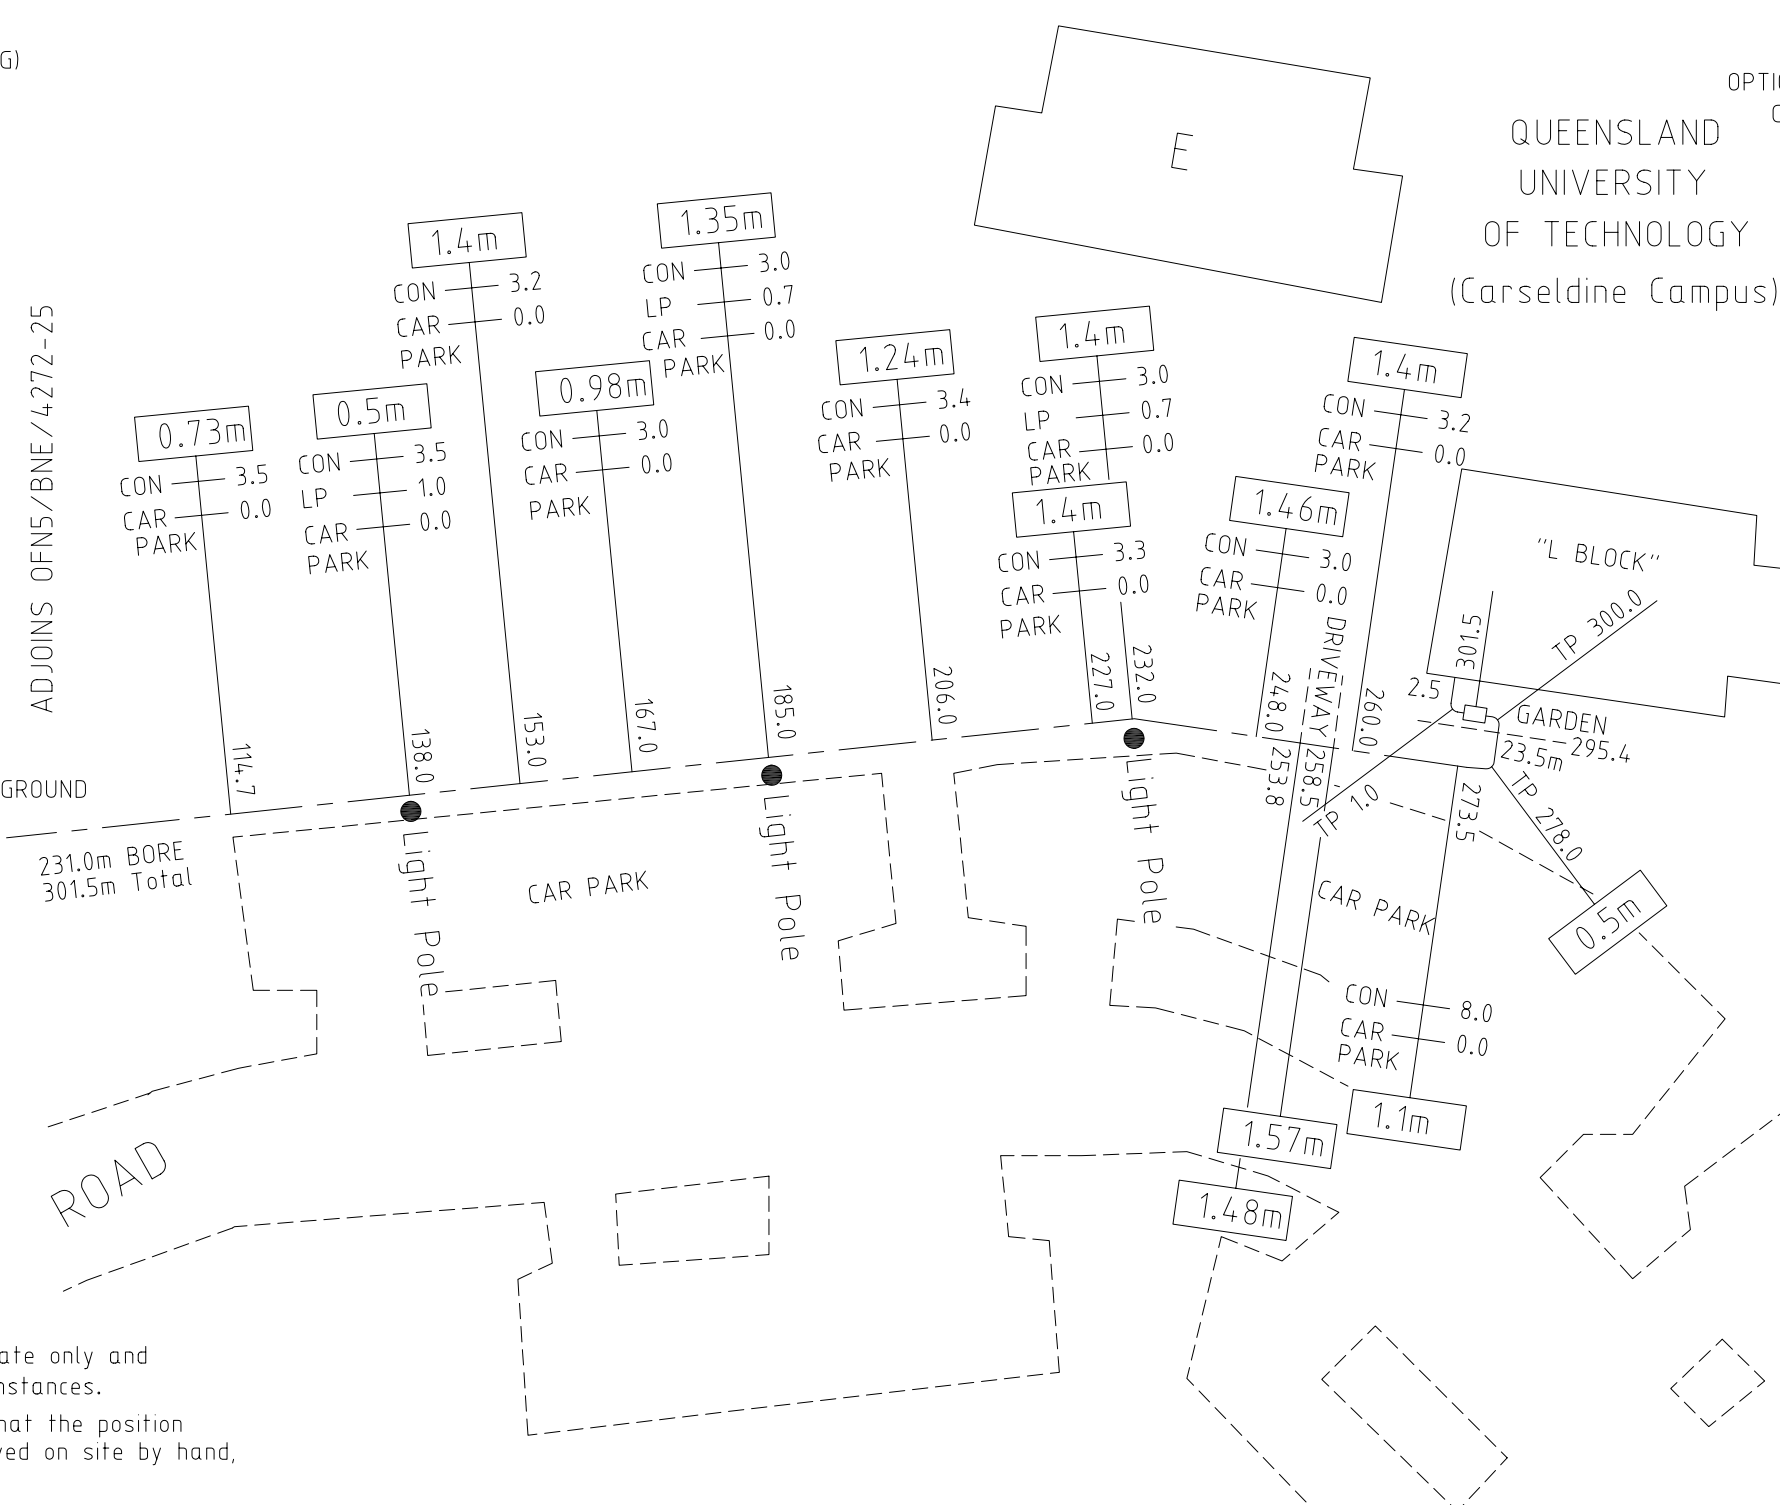 G)
OPTI
QUEENSLAND
UNIVERSITY
OF TECHNOLOGY
(Carseldine Campus)
E
ADJOINS OFN5/BNE/4272-25
0.73m
CON 3.5
CAR 0.0
PARK
114.7
0.5m
CON 3.5
LP 1.0
CAR 0.0
PARK
138.0
1.4m
CON 3.2
CAR 0.0
PARK
153.0
0.98m
CON 3.0
CAR 0.0
PARK
167.0
1.35m
CON 3.0
LP 0.7
CAR 0.0
PARK
185.0
1.24m
CON 3.4
CAR 0.0
PARK
206.0
1.4m
CON 3.0
LP 0.7
CAR 0.0
PARK
1.4m
CON 3.3
CAR 0.0
PARK
227.0
232.0
1.46m
CON 3.0
CAR 0.0
PARK
248.0
DRIVEWAY
253.8
258.5
1.4m
CON 3.2
CAR 0.0
PARK
260.0
"L BLOCK"
301.5
TP 300.0
2.5
GARDEN
295.4
23.5m
TP 1.0
TP 278.0
273.5
0.5m
GROUND
231.0m BORE
301.5m Total
Light Pole
Light Pole
Light Pole
CAR PARK
CAR PARK
CON 8.0
CAR 0.0
PARK
1.1m
1.57m
1.48m
ROAD
ate only and
nstances.
hat the position
ved on site by hand,